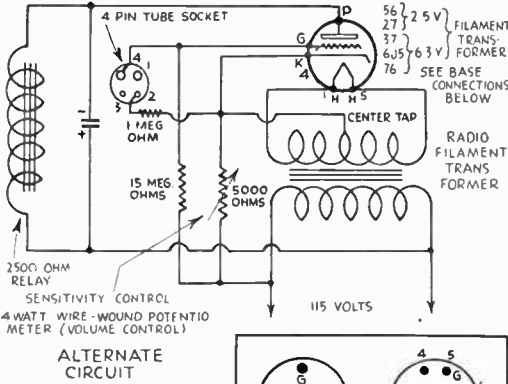 4 PIN TUBE SOCKET
P
56
27
37
6J5
76
2.5 V
6.3 V
FILAMENT
TRANS-
FORMER
SEE BASE
CONNECTIONS
BELOW
G
K
4
1 H H 5
4
1
3 2
-
+
1 MEG
OHM
CENTER TAP
RADIO
FILAMENT
TRANS
FORMER
15 MEG.
OHMS
5000
OHMS
2500 OHM
RELAY
SENSITIVITY CONTROL
4 WATT WIRE-WOUND POTENTIO
METER (VOLUME CONTROL)
115 VOLTS
ALTERNATE
CIRCUIT
G
4 5
G